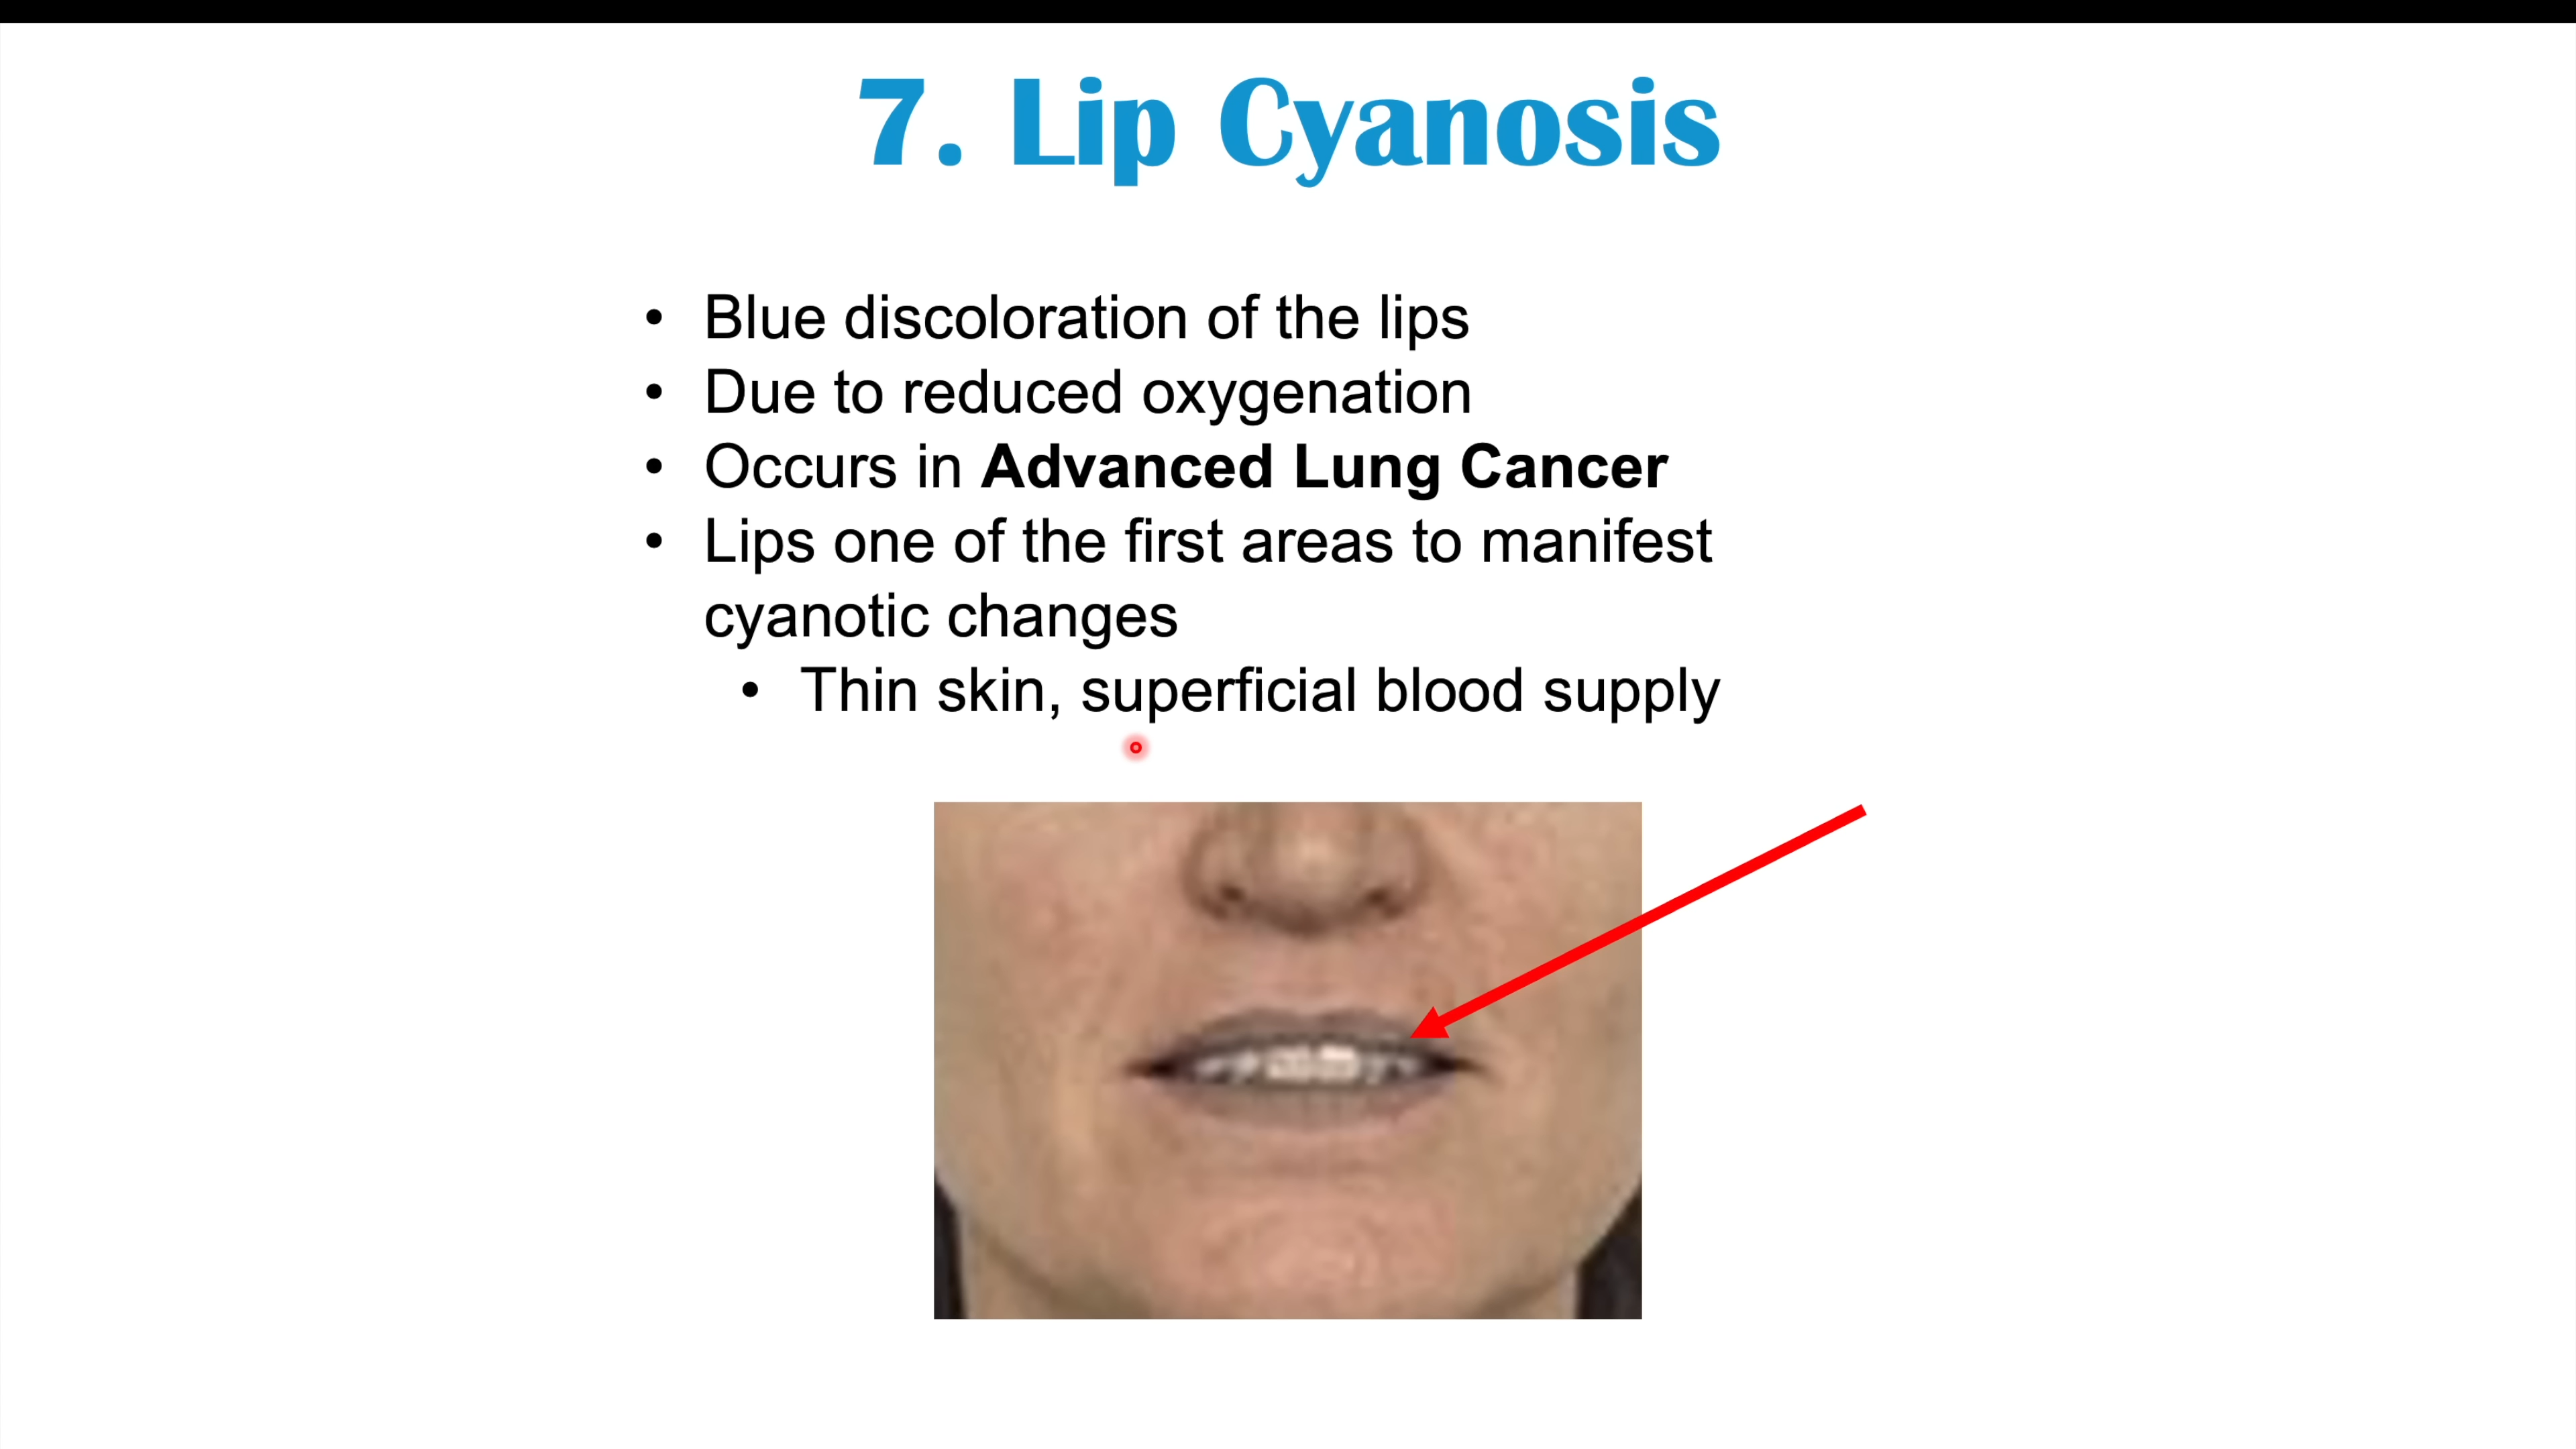 7. Lip Cyanosis
• Blue discoloration of the lips
• Due to reduced oxygenation
• Occurs in Advanced Lung Cancer
• Lips one of the first areas to manifest
cyanotic changes
• Thin skin, superficial blood supply